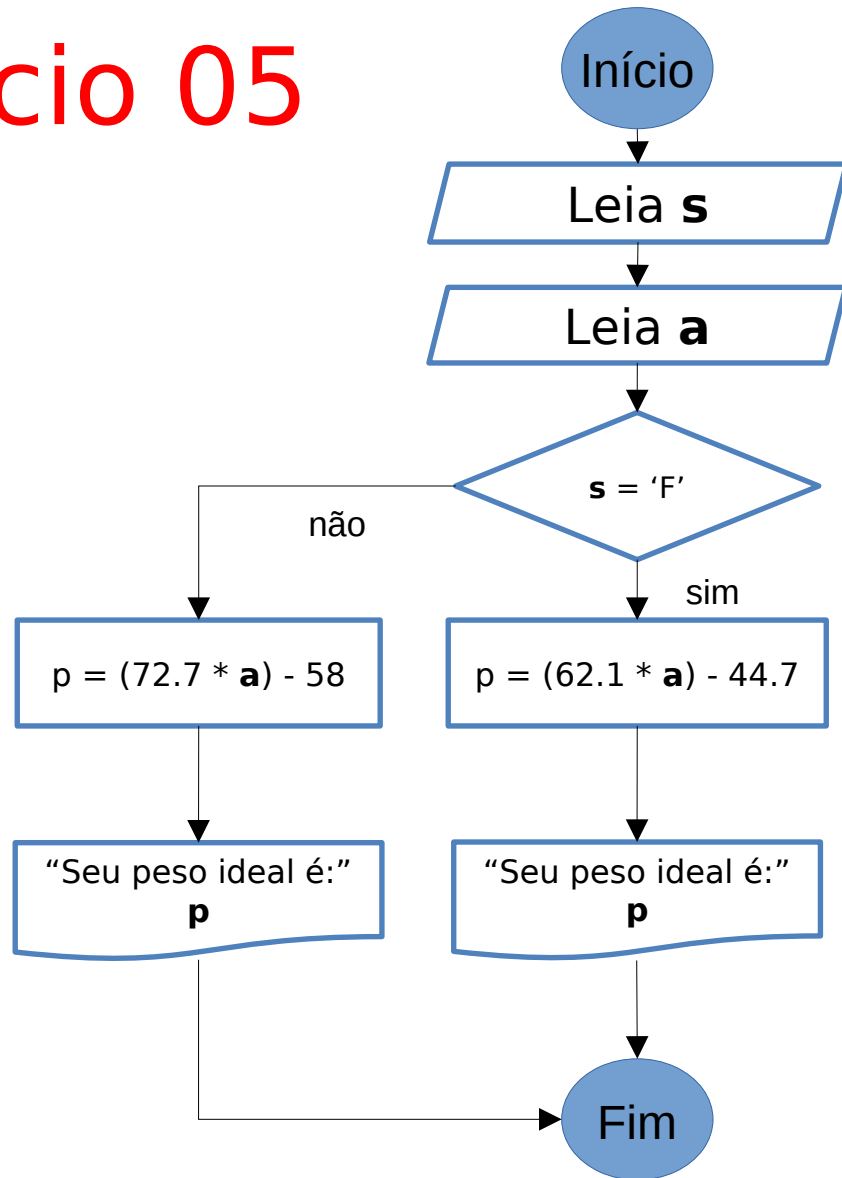 cio 05
Início
Leia s
Leia a
s = ‘F’
não
sim
p = (72.7 * a) - 58
p = (62.1 * a) - 44.7
“Seu peso ideal é:”
p
“Seu peso ideal é:”
p
Fim